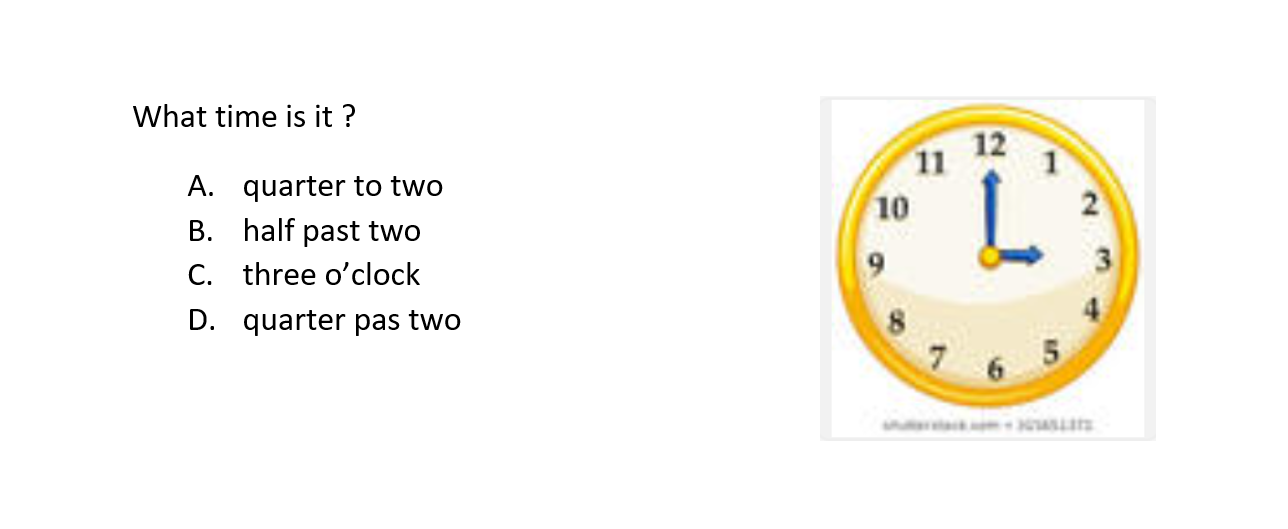 What time is it ?
A. quarter to two
B. half past two
C. three o’clock
D. quarter pas two
12
11
1
10
2
9
3
8
4
7
5
6
shutterstock.com •